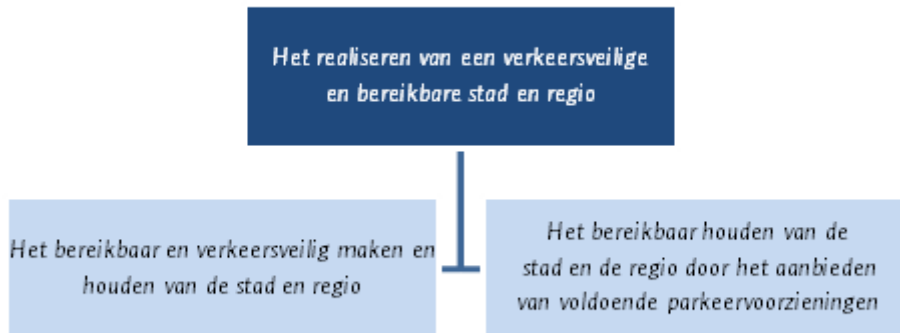 Het realiseren van een verkeersveilige
en bereikbare stad en regio
Het bereikbaar en verkeersveilig maken en
houden van de stad en regio
Het bereikbaar houden van de
stad en de regio door het aanbieden
van voldoende parkeervoorzieningen